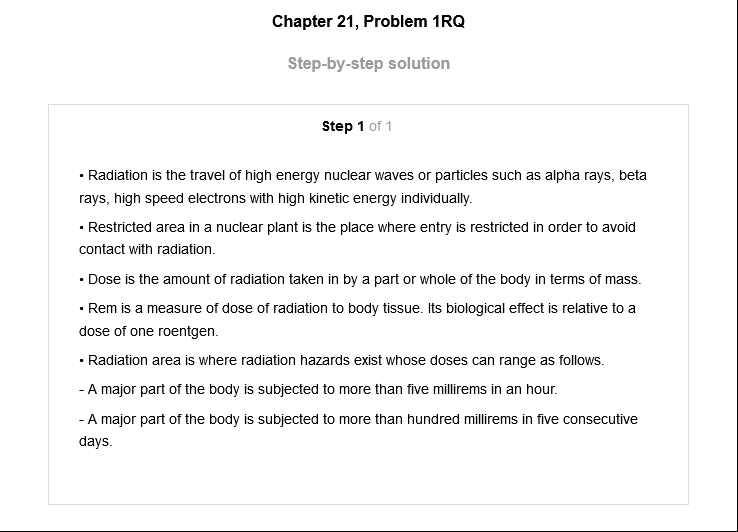 Chapter 21, Problem 1RQ
Step-by-step solution
Step 1 of 1
• Radiation is the travel of high energy nuclear waves or particles such as alpha rays, beta
rays, high speed electrons with high kinetic energy individually.
• Restricted area in a nuclear plant is the place where entry is restricted in order to avoid
contact with radiation.
• Dose is the amount of radiation taken in by a part or whole of the body in terms of mass.
• Rem is a measure of dose of radiation to body tissue. Its biological effect is relative to a
dose of one roentgen.
• Radiation area is where radiation hazards exist whose doses can range as follows.
- A major part of the body is subjected to more than five millirems in an hour.
- A major part of the body is subjected to more than hundred millirems in five consecutive
days.